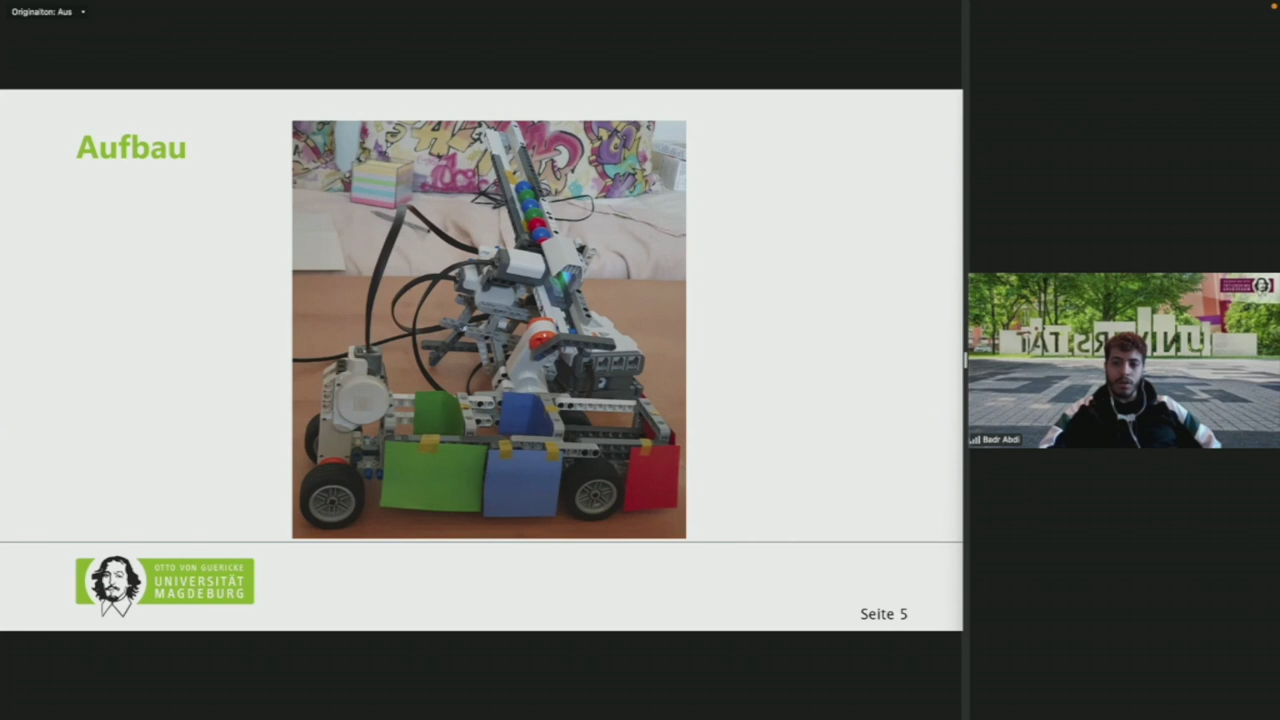 Originalton: Aus
Aufbau
OTTO VON GUERICKE
UNIVERSITÄT
MAGDEBURG
Seite 5
UNIVERSITÄT
Badr Abdi